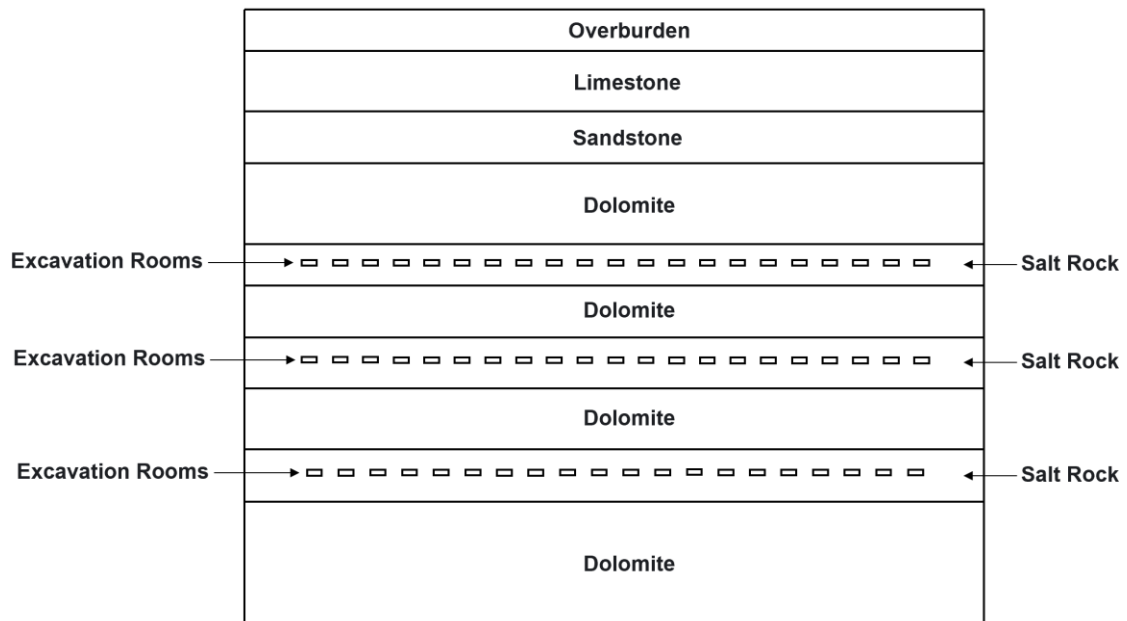 Overburden
Limestone
Sandstone
Dolomite
Excavation Rooms
Salt Rock
Dolomite
Excavation Rooms
Salt Rock
Dolomite
Excavation Rooms
Salt Rock
Dolomite